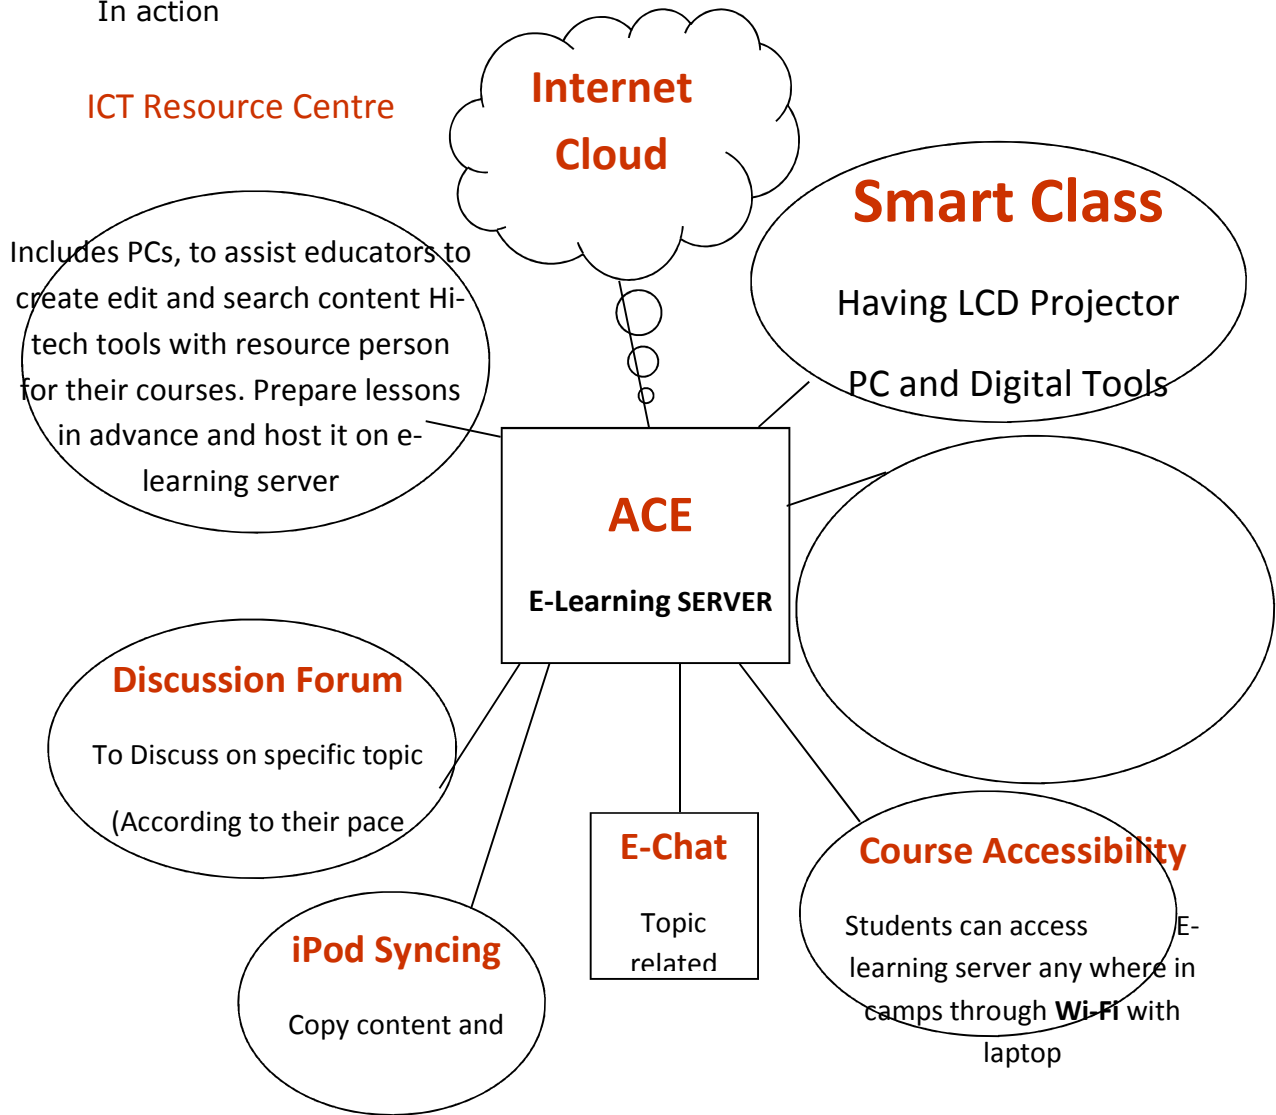 In action
ICT Resource Centre
Internet
Cloud
Smart Class
Having LCD Projector
PC and Digital Tools
Includes PCs, to assist educators to
create edit and search content Hi-
tech tools with resource person
for their courses. Prepare lessons
in advance and host it on e-
learning server
ACE
E-Learning SERVER
Discussion Forum
To Discuss on specific topic
(According to their pace
E-Chat
Topic
related
Course Accessibility
Students can access E-
learning server any where in
camps through Wi-Fi with
laptop
iPod Syncing
Copy content and